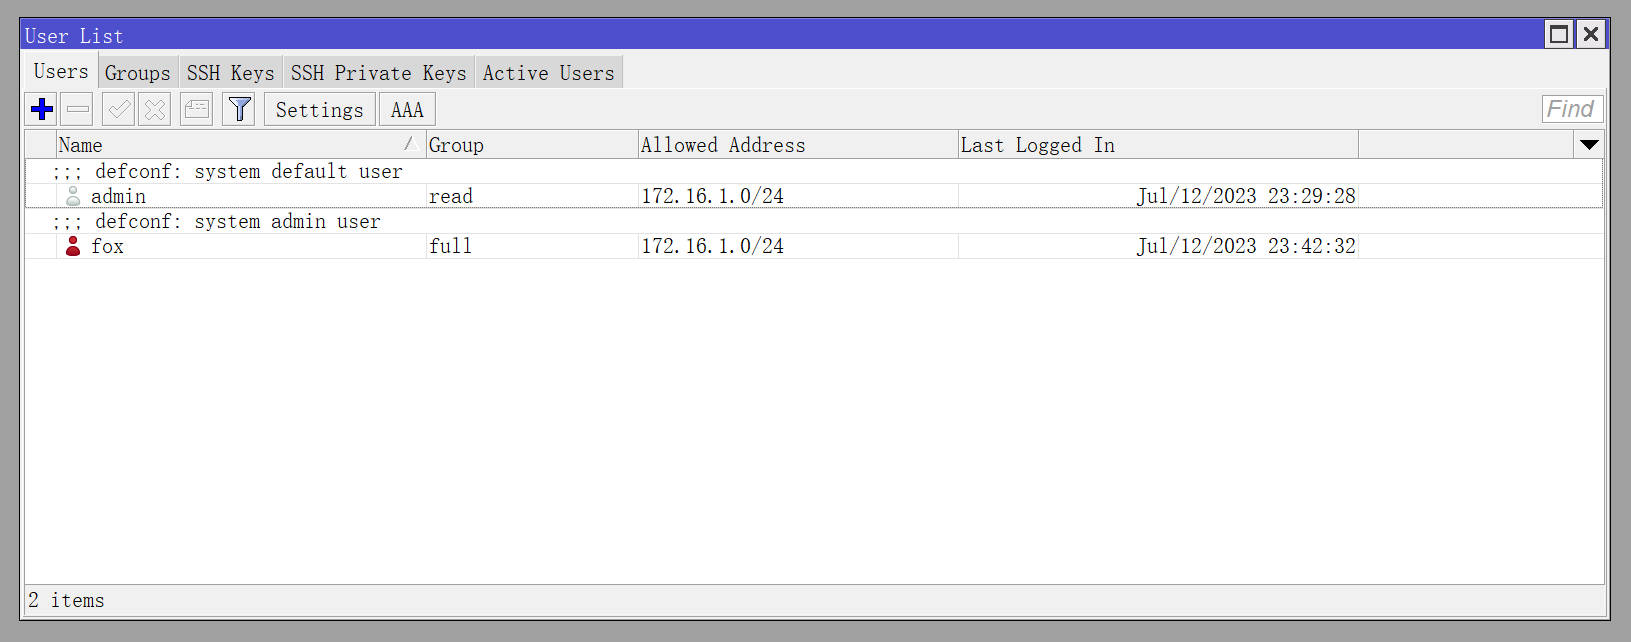 User List
Users Groups SSH Keys SSH Private Keys Active Users
Settings AAA Find
Name Group Allowed Address Last Logged In
;;; defconf: system default user
admin read 172.16.1.0/24 Jul/12/2023 23:29:28
;;; defconf: system admin user
fox full 172.16.1.0/24 Jul/12/2023 23:42:32
2 items